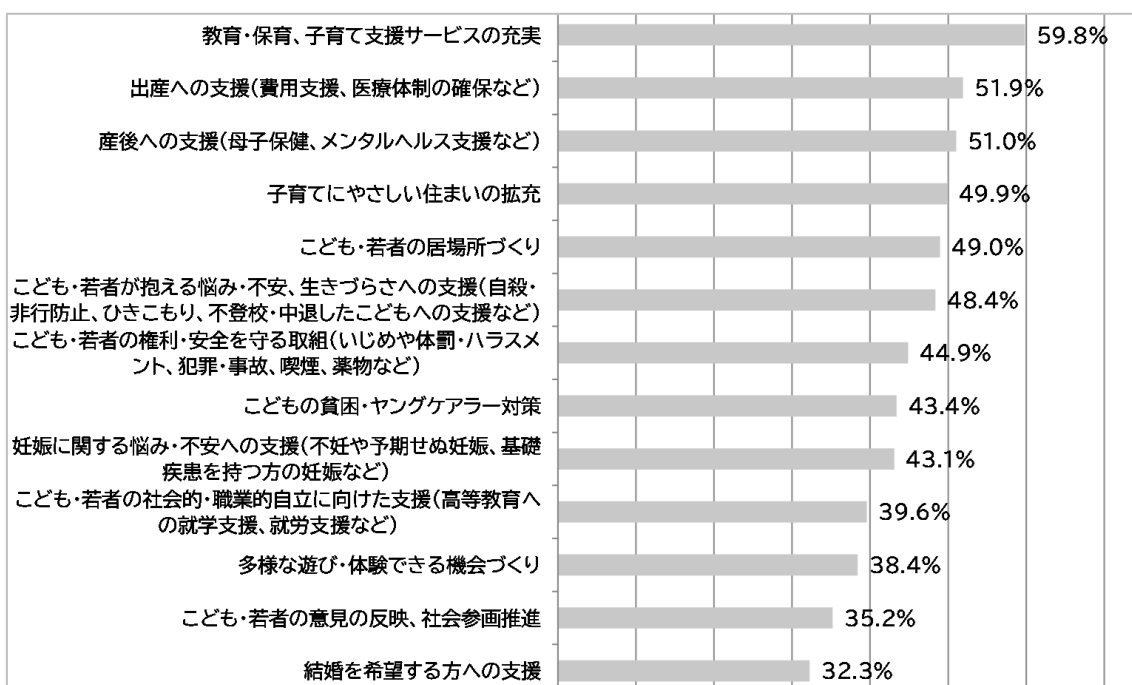 教育・保育、子育て支援サービスの充実 59.8%
出産への支援(費用支援、医療体制の確保など) 51.9%
産後への支援(母子保健、メンタルヘルス支援など) 51.0%
子育てにやさしい住まいの拡充 49.9%
こども・若者の居場所づくり 49.0%
こども・若者が抱える悩み・不安、生きづらさへの支援(自殺・
非行防止、ひきこもり、不登校・中退したこどもへの支援など) 48.4%
こども・若者の権利・安全を守る取組(いじめや体罰・ハラスメ
ント、犯罪・事故、喫煙、薬物など) 44.9%
こどもの貧困・ヤングケアラー対策 43.4%
妊娠に関する悩み・不安への支援(不妊や予期せぬ妊娠、基礎
疾患を持つ方の妊娠など) 43.1%
こども・若者の社会的・職業的自立に向けた支援(高等教育へ
の就学支援、就労支援など) 39.6%
多様な遊び・体験できる機会づくり 38.4%
こども・若者の意見の反映、社会参画推進 35.2%
結婚を希望する方への支援 32.3%